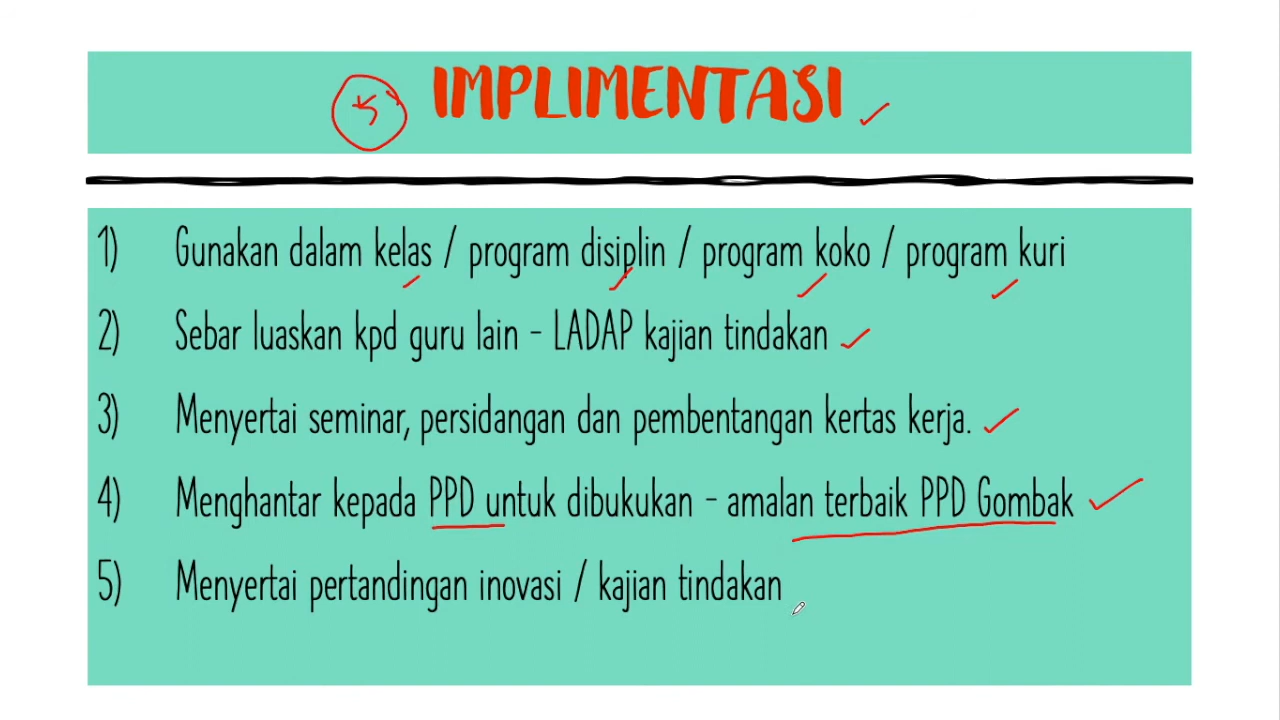 IMPLIMENTASI
1) Gunakan dalam kelas / program disiplin / program koko / program kuri
2) Sebar luaskan kpd guru lain - LADAP kajian tindakan
3) Menyertai seminar, persidangan dan pembentangan kertas kerja.
4) Menghantar kepada PPD untuk dibukukan - amalan terbaik PPD Gombak
5) Menyertai pertandingan inovasi / kajian tindakan